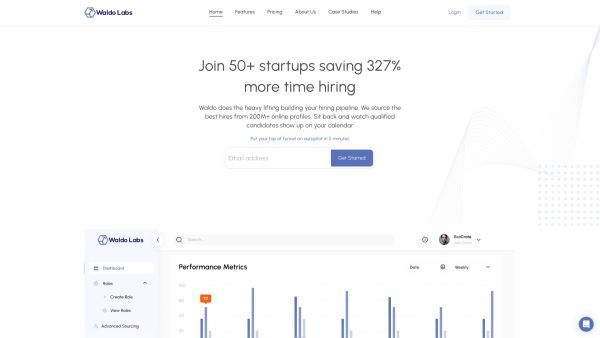 Waldo Labs
Home Features Pricing About Us Case Studies Help
Login Get Started
Join 50+ startups saving 327%
more time hiring
Waldo does the heavy lifting building your hiring pipeline. We source the
best hires from 200M+ online profiles. Sit back and watch qualified
candidates show up on your calendar
Put your top of funnel on autopilot in 5 minutes
Email address Get Started
Waldo Labs
Search...
EcoCrate
Dashboard
Roles
Create Role
View Roles
Advanced Sourcing
Performance Metrics
Date Weekly
100
80
60
40